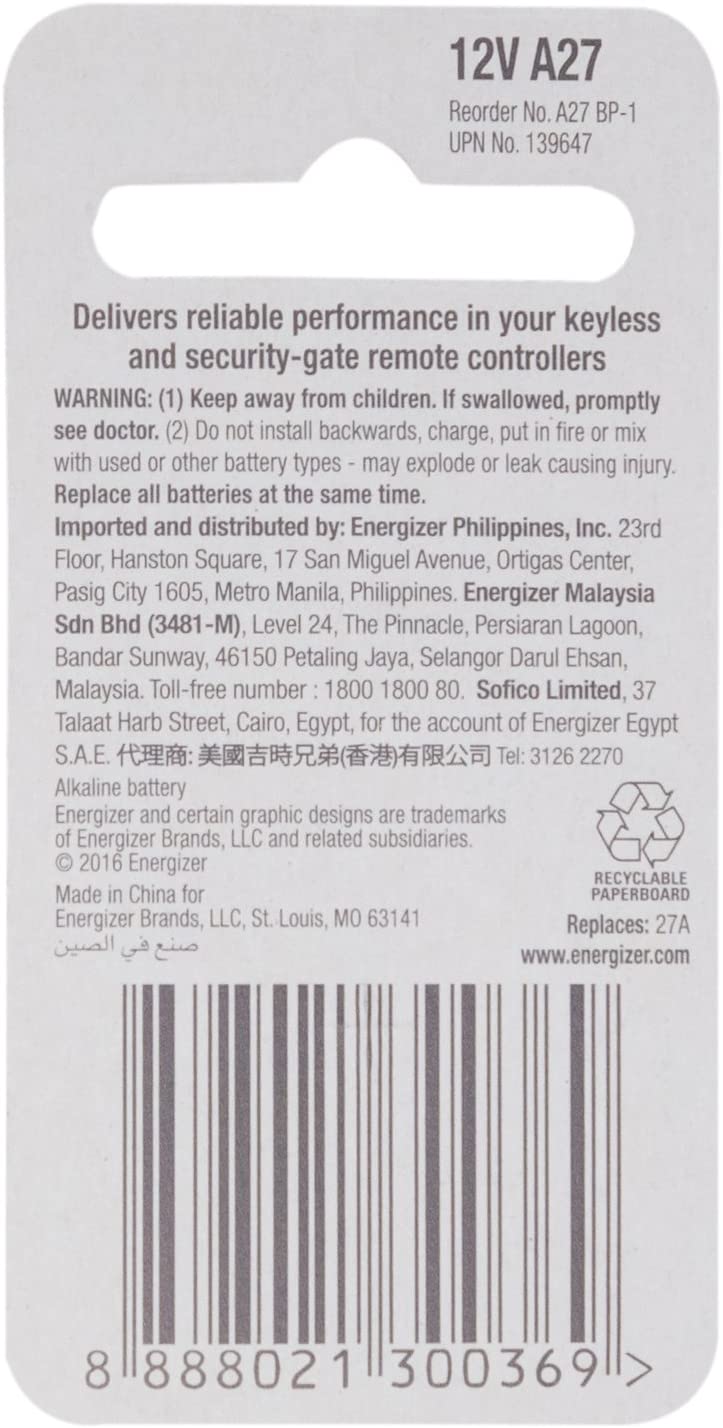 12V A27
Reorder No. A27 BP-1
UPN No. 139647
Delivers reliable performance in your keyless
and security-gate remote controllers
WARNING: (1) Keep away from children. If swallowed, promptly
see doctor. (2) Do not install backwards, charge, put in fire or mix
with used or other battery types - may explode or leak causing injury.
Replace all batteries at the same time.
Imported and distributed by: Energizer Philippines, Inc. 23rd
Floor, Hanston Square, 17 San Miguel Avenue, Ortigas Center,
Pasig City 1605, Metro Manila, Philippines. Energizer Malaysia
Sdn Bhd (3481-M), Level 24, The Pinnacle, Persiaran Lagoon,
Bandar Sunway, 46150 Petaling Jaya, Selangor Darul Ehsan,
Malaysia. Toll-free number : 1800 1800 80. Sofico Limited, 37
Talaat Harb Street, Cairo, Egypt, for the account of Energizer Egypt
S.A.E. 代理商: 美國吉時兄弟(香港)有限公司 Tel: 3126 2270
Alkaline battery
Energizer and certain graphic designs are trademarks
of Energizer Brands, LLC and related subsidiaries.
© 2016 Energizer
RECYCLABLE
PAPERBOARD
Made in China for
Energizer Brands, LLC, St. Louis, MO 63141
صنع في الصين
Replaces: 27A
www.energizer.com
8 888021 300369 >